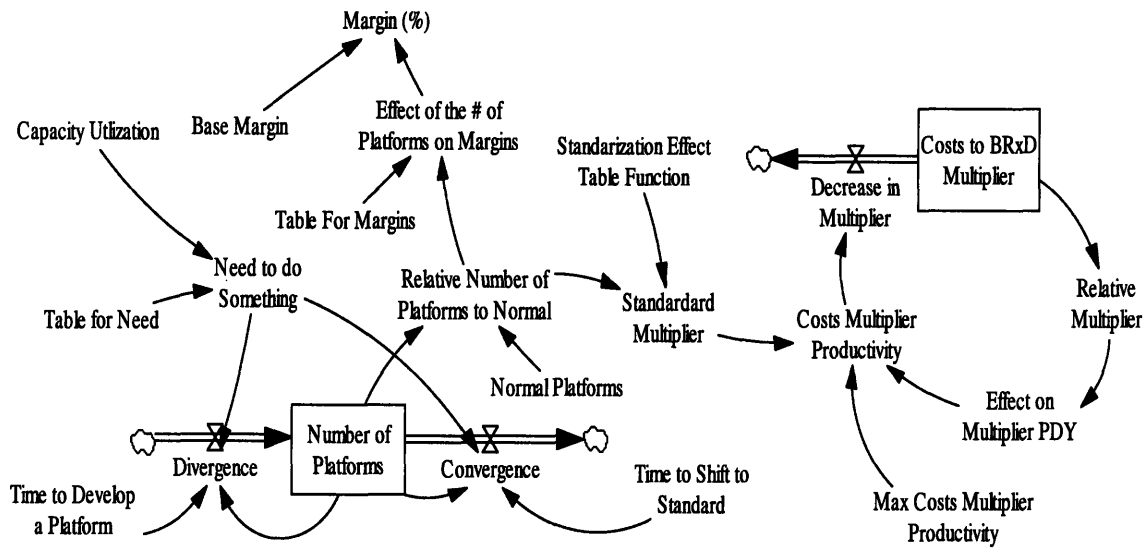 Margin (%)
Capacity Utlization
Base Margin
Effect of the # of
Platforms on Margins
Standarization Effect
Table Function
Costs to BRxD
Multiplier
Decrease in
Multiplier
Table For Margins
Need to do
Something
Table for Need
Relative Number of
Platforms to Normal
Standardard
Multiplier
Costs Multiplier
Productivity
Relative
Multiplier
Normal Platforms
Effect on
Multiplier PDY
Number of
Platforms
Divergence
Convergence
Time to Develop
a Platform
Time to Shift to
Standard
Max Costs Multiplier
Productivity